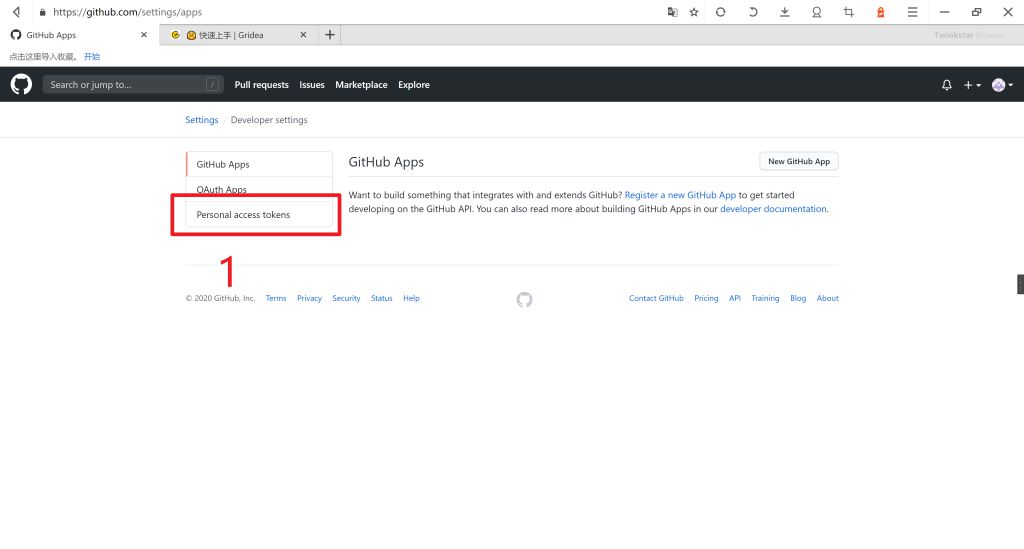 https://github.com/settings/apps
GitHub Apps
快速上手 | Gridea
Twinkstar Browser
点击这里导入收藏。 开始
Search or jump to...
/
Pull requests
Issues
Marketplace
Explore
Settings / Developer settings
GitHub Apps
OAuth Apps
Personal access tokens
1
GitHub Apps
New GitHub App
Want to build something that integrates with and extends GitHub? Register a new GitHub App to get started
developing on the GitHub API. You can also read more about building GitHub Apps in our developer documentation.
© 2020 GitHub, Inc. Terms Privacy Security Status Help
Contact GitHub Pricing API Training Blog About